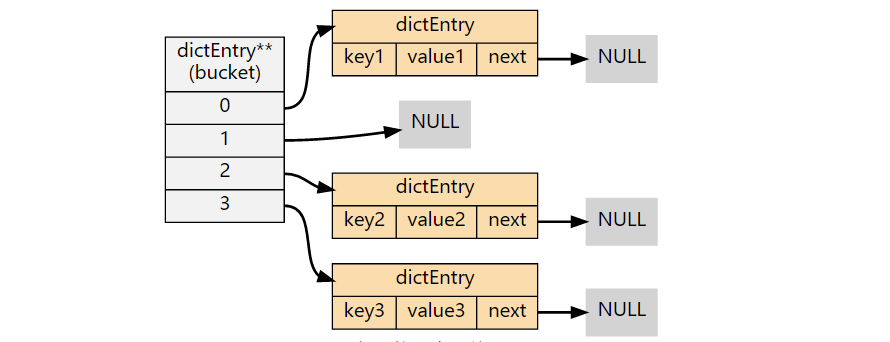 dictEntry**
(bucket)
0
1
2
3
dictEntry
key1 value1 next
NULL
NULL
dictEntry
key2 value2 next
NULL
dictEntry
key3 value3 next
NULL